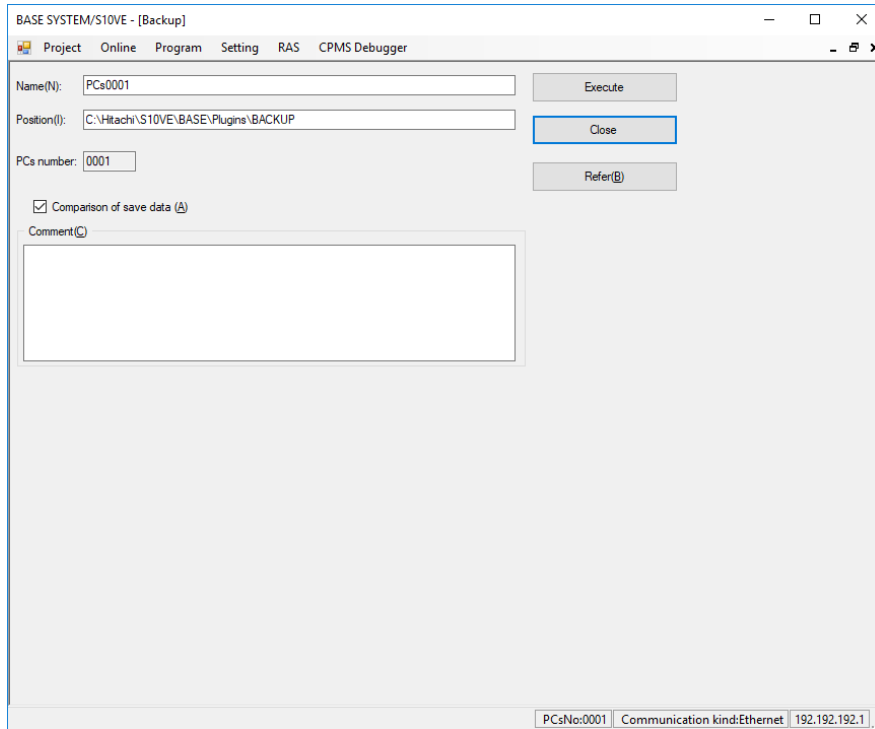 BASE SYSTEM/S10VE - [Backup]
Project Online Program Setting RAS CPMS Debugger
Name(N): PCs0001
Execute
Position(I): C:\Hitachi\S10VE\BASE\Plugins\BACKUP
Close
PCs number: 0001
Refer(B)
Comparison of save data (A)
Comment(C)
PCsNo:0001 Communication kind:Ethernet 192.192.192.1